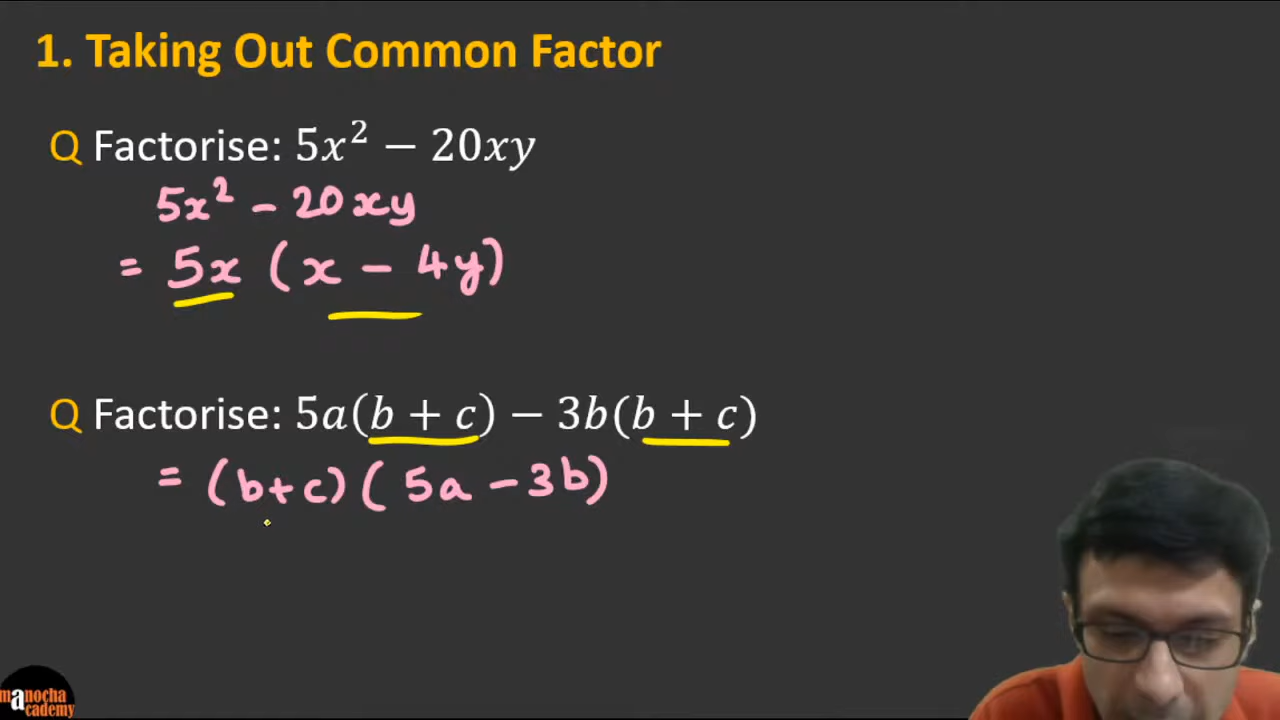 1. Taking Out Common Factor
Q Factorise: 5x² − 20xy
5x² − 20xy
= 5x (x − 4y)
Q Factorise: 5a(b + c) − 3b(b + c)
= (b+c) (5a − 3b)
manocha
academy